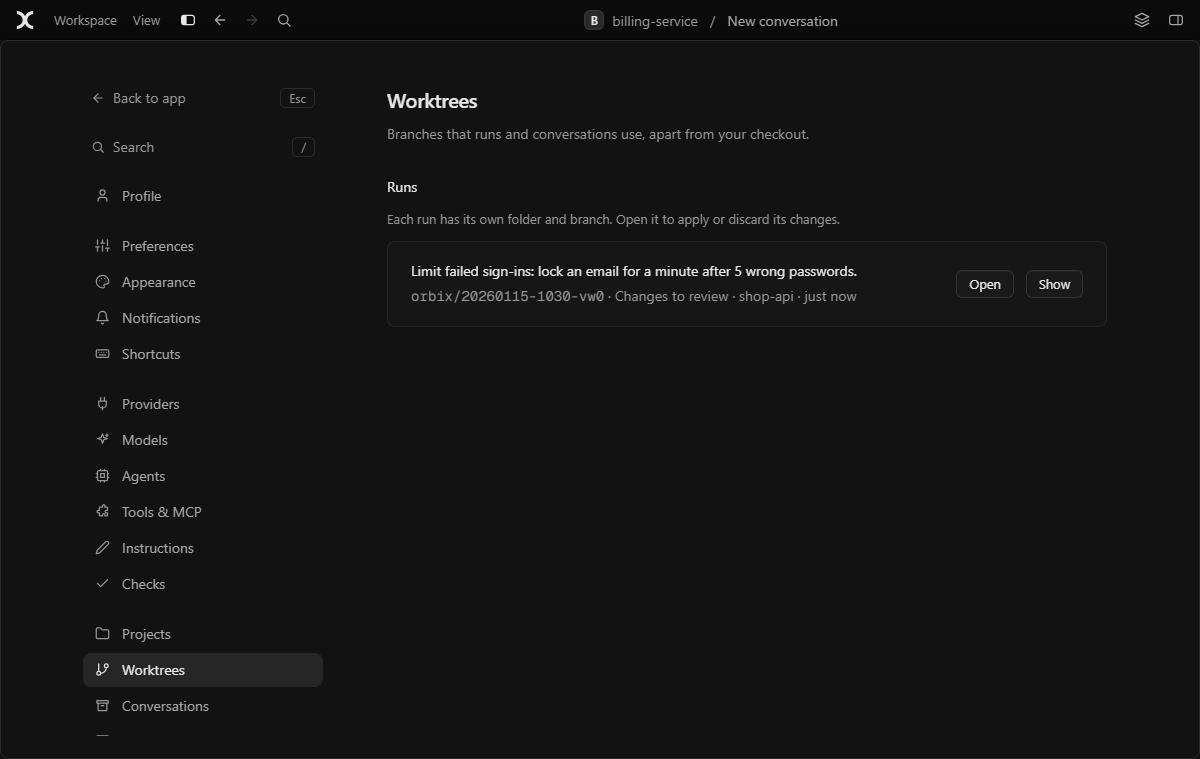 Workspace View
B billing-service / New conversation
Back to app Esc
Search /
Profile
Preferences
Appearance
Notifications
Shortcuts
Providers
Models
Agents
Tools & MCP
Instructions
Checks
Projects
Worktrees
Conversations
Worktrees
Branches that runs and conversations use, apart from your checkout.
Runs
Each run has its own folder and branch. Open it to apply or discard its changes.
Limit failed sign-ins: lock an email for a minute after 5 wrong passwords.
orbix/20260115-1030-vw0 · Changes to review · shop-api · just now
Open Show